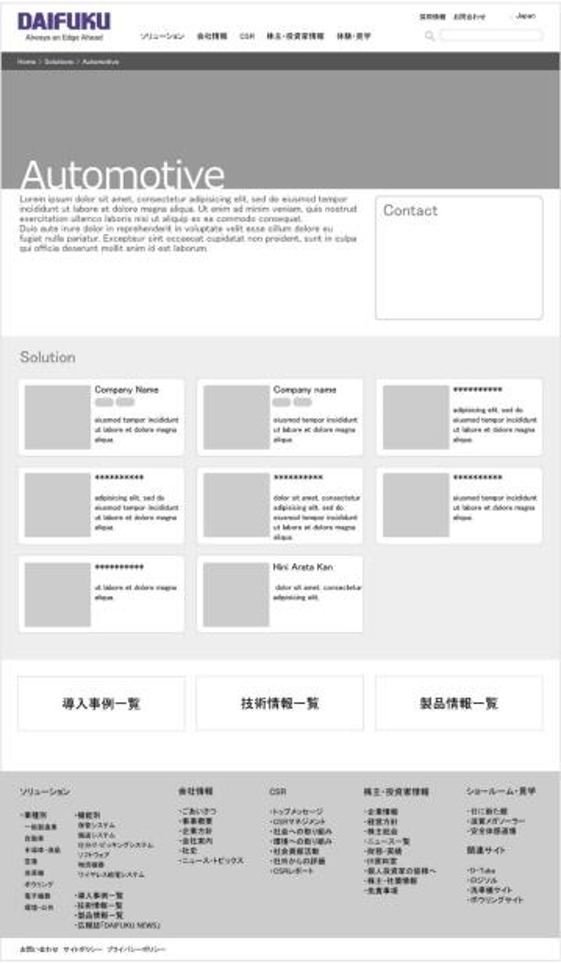 DAIFUKU
Always an Edge Ahead
採用情報 お問合わせ Japan
ソリューション 会社情報 CSR 株主・投資家情報 体験・見学
Home / Solutions / Automotive
Automotive
Lorem ipsum dolor sit amet, consectetur adipisicing elit, sed do eiusmod tempor
incididunt ut labore et dolore magna aliqua. Ut enim ad minim veniam, quis nostrud
exercitation ullamco laboris nisi ut aliquip ex ea commodo consequat.
Duis aute irure dolor in reprehenderit in voluptate velit esse cillum dolore eu
fugiat nulla pariatur. Excepteur sint occaecat cupidatat non proident, sunt in culpa
qui officia deserunt mollit anim id est laborum.
Contact
Solution
Company Name
eiusmod tempor incididunt
ut labore et dolore magna
aliqua.
Company name
eiusmod tempor incididunt
ut labore et dolore magna
aliqua.
**********
adipisicing elit, sed do
eiusmod tempor incididunt
ut labore et dolore magna
aliqua.
**********
adipisicing elit, sed do
eiusmod tempor incididunt
ut labore et dolore magna
aliqua.
**********
dolor sit amet, consectetur
adipisicing elit, sed do
eiusmod tempor incididunt
ut labore et dolore magna
aliqua.
**********
eiusmod tempor incididunt
ut labore et dolore magna
aliqua.
**********
ut labore et dolore magna
aliqua.
Hini Arata Kan
dolor sit amet, consectetur
adipisicing elit,
導入事例一覧
技術情報一覧
製品情報一覧
ソリューション
・業種別
一般製造業
自動車
半導体・液晶
空港
洗車機
ボウリング
電子機器
環境・公共
・機能別
保管システム
搬送システム
仕分け・ピッキングシステム
ソフトウェア
物流機器
ワイヤレス給電システム
・導入事例一覧
・技術情報一覧
・製品情報一覧
・広報誌「DAIFUKU NEWS」
会社情報
・ごあいさつ
・事業概要
・企業方針
・会社案内
・社史
・ニュース・トピックス
CSR
・トップメッセージ
・CSRマネジメント
・社会への取り組み
・環境への取り組み
・社会貢献活動
・社外からの評価
・CSRレポート
株主・投資家情報
・企業情報
・経営方針
・株主総会
・ニュース一覧
・財務・実績
・IR資料室
・個人投資家の皆様へ
・株主・社債情報
・免責事項
ショールーム・見学
・日に新た館
・滋賀メガソーラー
・安全体感道場
関連サイト
・D-Tube
・ロジソル
・洗車機サイト
・ボウリングサイト
お問い合わせ サイトポリシー プライバシーポリシー